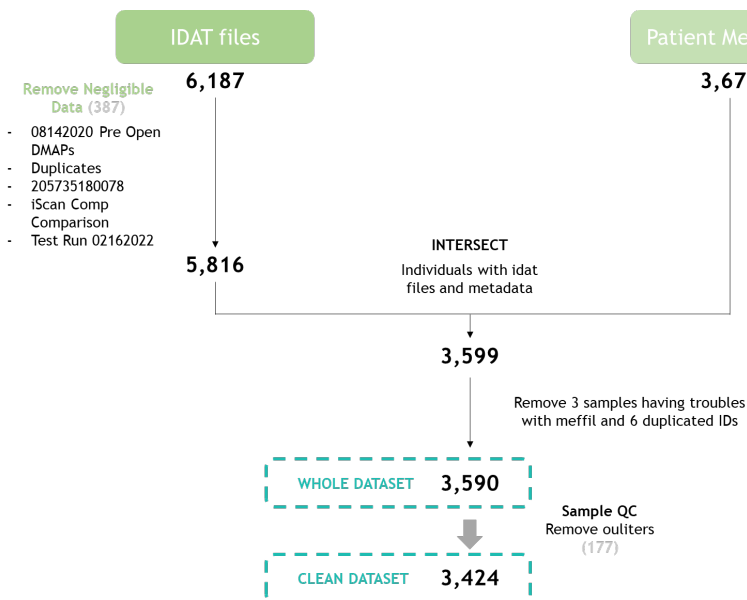 IDAT files
Patient Me
6,187
3,67
Remove Negligible
Data (387)
- 08142020 Pre Open
DMAPs
- Duplicates
- 205735180078
- iScan Comp
Comparison
- Test Run 02162022
5,816
INTERSECT
Individuals with idat
files and metadata
3,599
Remove 3 samples having troubles
with meffil and 6 duplicated IDs
WHOLE DATASET 3,590
Sample QC
Remove ouliters
(177)
CLEAN DATASET 3,424